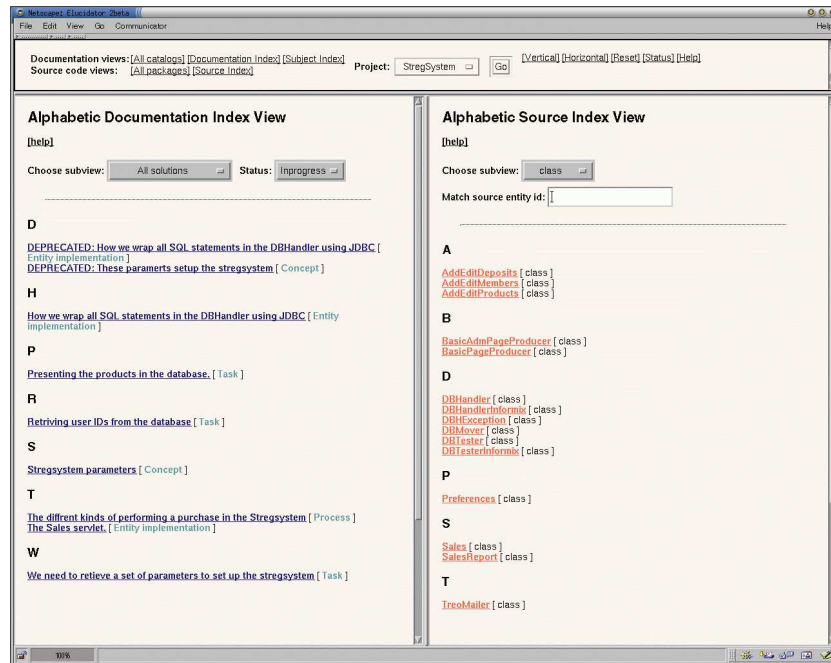 Netscape: Elucidator 2beta
File Edit View Go Communicator Help
Documentation views: [All catalogs] [Documentation Index] [Subject Index]
Source code views: [All packages] [Source Index]
Project: StregSystem Go
[Vertical] [Horizontal] [Reset] [Status] [Help]
Alphabetic Documentation Index View
[help]
Choose subview: All solutions Status: Inprogress
D
DEPRECATED: How we wrap all SQL statements in the DBHandler using JDBC [
Entity implementation ]
DEPRECATED: These paramerts setup the stregsystem [ Concept ]
H
How we wrap all SQL statements in the DBHandler using JDBC [ Entity
implementation ]
P
Presenting the products in the database. [ Task ]
R
Retriving user IDs from the database [ Task ]
S
Stregsystem parameters [ Concept ]
T
The diffrent kinds of performing a purchase in the Stregsystem [ Process ]
The Sales servlet. [ Entity implementation ]
W
We need to retieve a set of parameters to set up the stregsystem [ Task ]
Alphabetic Source Index View
[help]
Choose subview: class
Match source entity id:
A
AddEditDeposits [ class ]
AddEditMembers [ class ]
AddEditProducts [ class ]
B
BasicAdmPageProducer [ class ]
BasicPageProducer [ class ]
D
DBHandler [ class ]
DBHandlerInformix [ class ]
DBHException [ class ]
DBMover [ class ]
DBTester [ class ]
DBTesterInformix [ class ]
P
Preferences [ class ]
S
Sales [ class ]
SalesReport [ class ]
T
TreoMailer [ class ]
100%